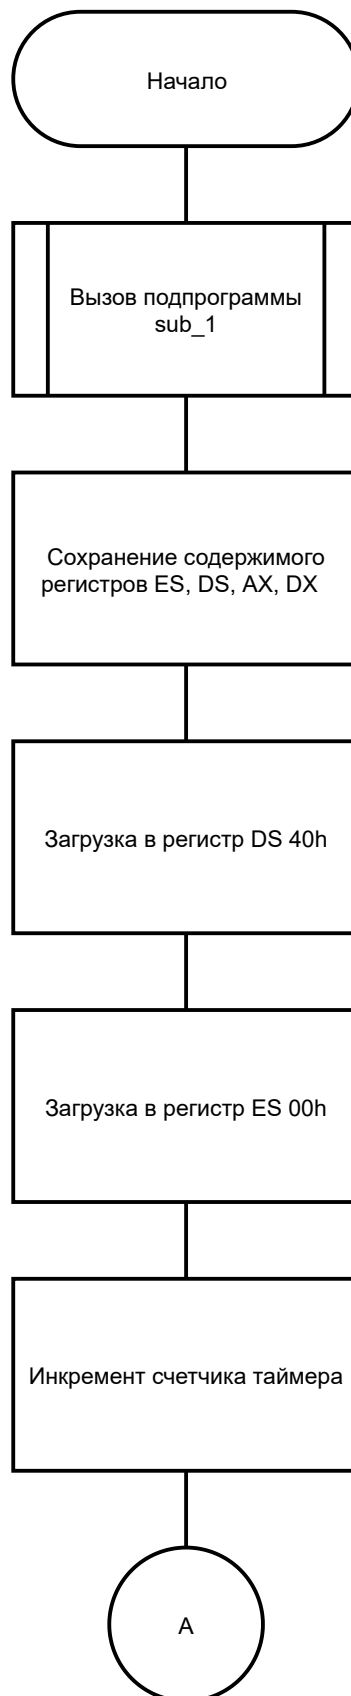 Начало
Вызов подпрограммы
sub_1
Сохранение содержимого
регистров ES, DS, AX, DX
Загрузка в регистр DS 40h
Загрузка в регистр ES 00h
Инкремент счетчика таймера
А